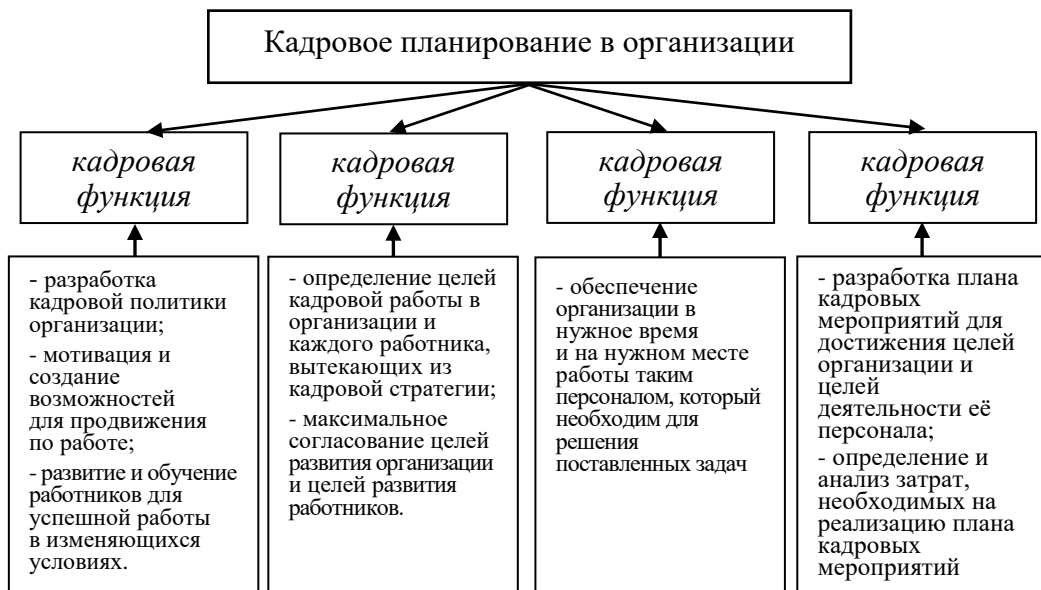 Кадровое планирование в организации
кадровая
функция
кадровая
функция
кадровая
функция
кадровая
функция
- разработка
кадровой политики
организации;
- мотивация и
создание
возможностей
для продвижения
по работе;
- развитие и обучение
работников для
успешной работы
в изменяющихся
условиях.
- определение целей
кадровой работы в
организации и
каждого работника,
вытекающих из
кадровой стратегии;
- максимальное
согласование целей
развития организации
и целей развития
работников.
- обеспечение
организации в
нужное время
и на нужном месте
работы таким
персоналом, который
необходим для
решения
поставленных задач
- разработка плана
кадровых
мероприятий для
достижения целей
организации и
целей
деятельности её
персонала;
- определение и
анализ затрат,
необходимых на
реализацию плана
кадровых
мероприятий